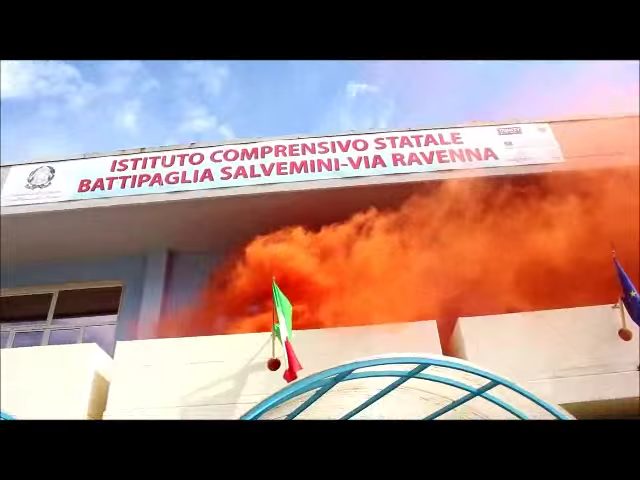 ISTITUTO COMPRENSIVO STATALE
BATTIPAGLIA SALVEMINI-VIA RAVENNA